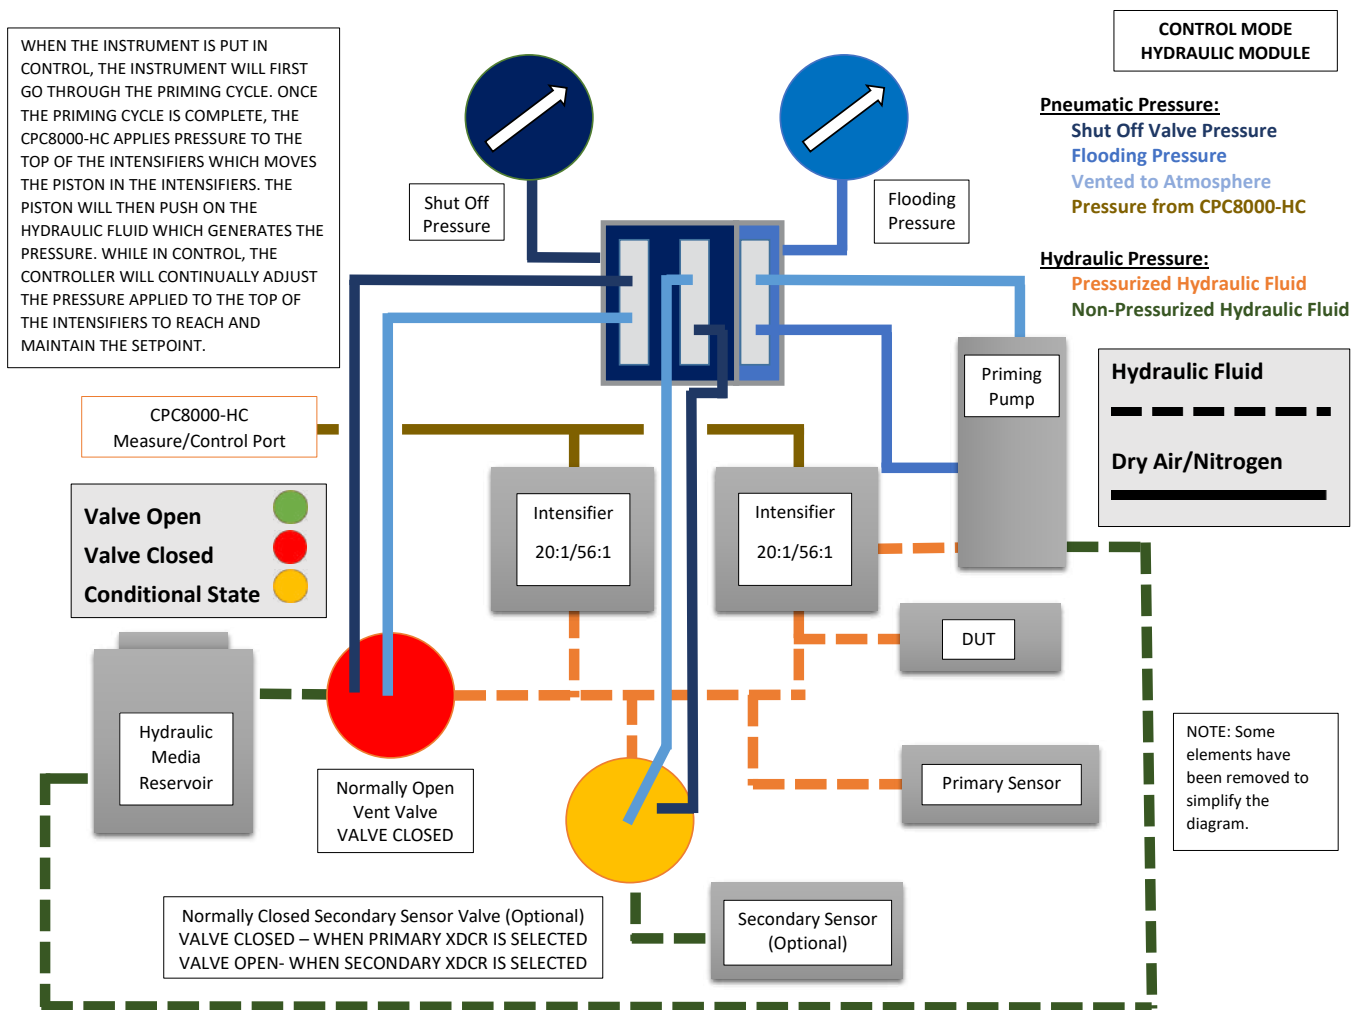 WHEN THE INSTRUMENT IS PUT IN
CONTROL, THE INSTRUMENT WILL FIRST
GO THROUGH THE PRIMING CYCLE. ONCE
THE PRIMING CYCLE IS COMPLETE, THE
CPC8000-HC APPLIES PRESSURE TO THE
TOP OF THE INTENSIFIERS WHICH MOVES
THE PISTON IN THE INTENSIFIERS. THE
PISTON WILL THEN PUSH ON THE
HYDRAULIC FLUID WHICH GENERATES THE
PRESSURE. WHILE IN CONTROL, THE
CONTROLLER WILL CONTINUALLY ADJUST
THE PRESSURE APPLIED TO THE TOP OF
THE INTENSIFIERS TO REACH AND
MAINTAIN THE SETPOINT.
CONTROL MODE
HYDRAULIC MODULE
Pneumatic Pressure:
Shut Off Valve Pressure
Flooding Pressure
Vented to Atmosphere
Pressure from CPC8000-HC
Hydraulic Pressure:
Pressurized Hydraulic Fluid
Non-Pressurized Hydraulic Fluid
Shut Off
Pressure
Flooding
Pressure
Hydraulic Fluid
Dry Air/Nitrogen
Priming
Pump
CPC8000-HC
Measure/Control Port
Valve Open
Valve Closed
Conditional State
Intensifier
20:1/56:1
Intensifier
20:1/56:1
DUT
Hydraulic
Media
Reservoir
Normally Open
Vent Valve
VALVE CLOSED
Primary Sensor
NOTE: Some
elements have
been removed to
simplify the
diagram.
Normally Closed Secondary Sensor Valve (Optional)
VALVE CLOSED – WHEN PRIMARY XDCR IS SELECTED
VALVE OPEN- WHEN SECONDARY XDCR IS SELECTED
Secondary Sensor
(Optional)